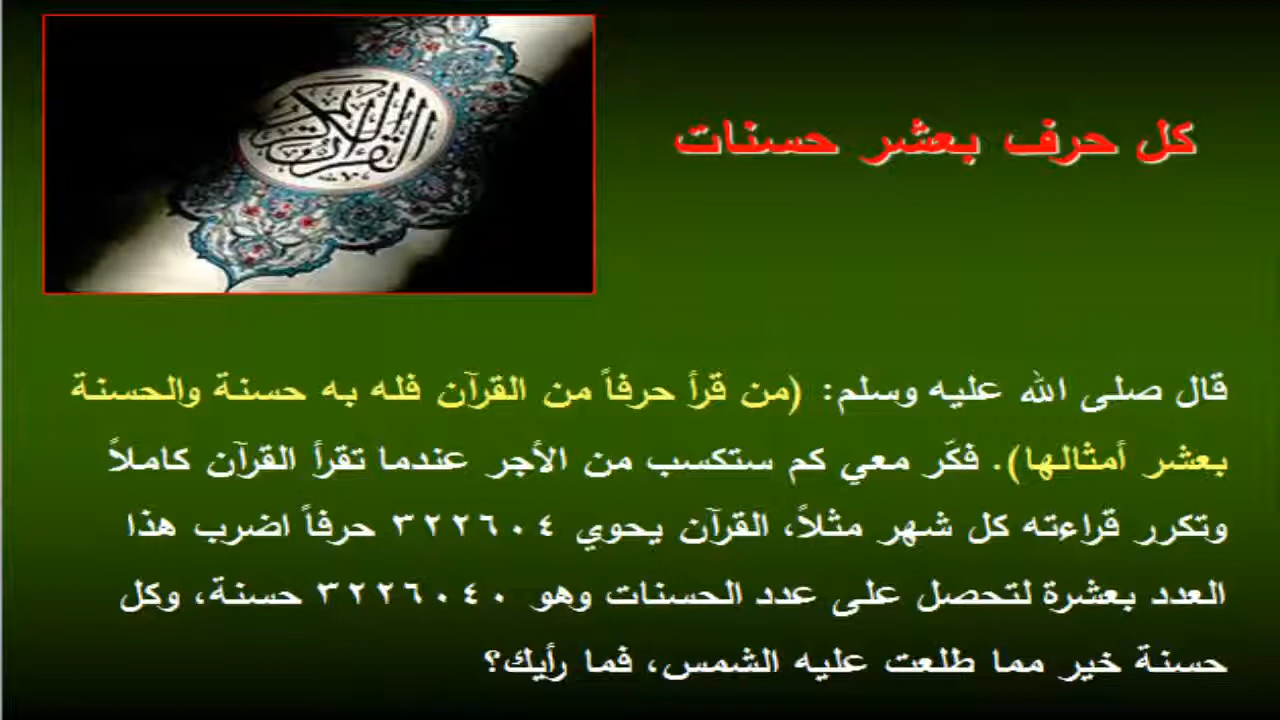 القرآن الكريم
كل حرف بعشر حسنات
قال صلى الله عليه وسلم: (من قرأ حرفاً من القرآن فله به حسنة والحسنة
بعشر أمثالها). فكّر معي كم ستكسب من الأجر عندما تقرأ القرآن كاملاً
وتكرر قراءته كل شهر مثلاً، القرآن يحوي ٣٢٢٦٠٤ حرفاً اضرب هذا
العدد بعشرة لتحصل على عدد الحسنات وهو ٣٢٢٦٠٤٠ حسنة، وكل
حسنة خير مما طلعت عليه الشمس، فما رأيك؟